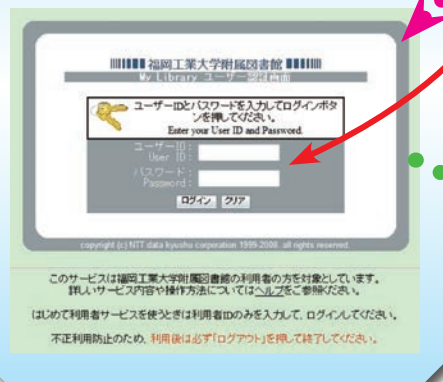 福岡工業大学附属図書館
My Library ユーザー認証画面
ユーザーIDとパスワードを入力してログインボタ
ンを押してください。
Enter your User ID and Password.
ユーザーID:
User ID:
パスワード:
Password:
ログイン クリア
copyright (c) NTT data kyushu corporation 1999-2008. all rights reserved.
このサービスは福岡工業大学附属図書館の利用者の方を対象としています。
詳しいサービス内容や操作方法についてはヘルプをご参照ください。
はじめて利用者サービスを使うときは利用者IDのみを入力して、ログインしてください。
不正利用防止のため、利用後は必ず「ログアウト」を押して終了してください。